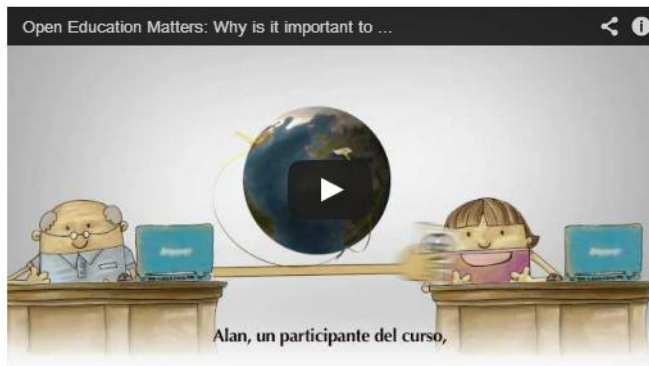 Open Education Matters: Why is it important to ...
Alan, un participante del curso,